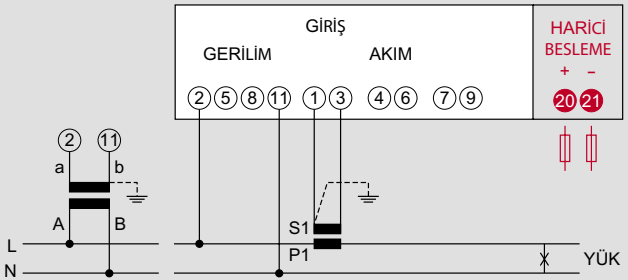 GİRİŞ
HARİCİ
BESLEME
GERİLİM AKIM
+ -
2 5 8 11 1 3 4 6 7 9 20 21
2 11
a b
A B
S1
P1
L
N
YÜK